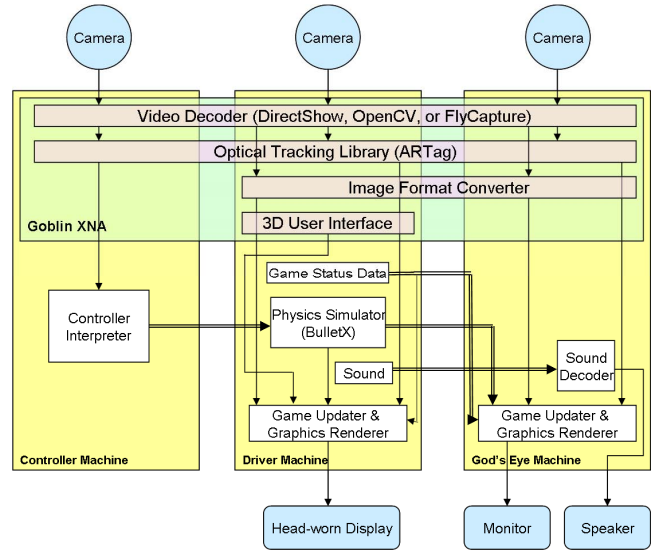 Camera
Camera
Camera
Video Decoder (DirectShow, OpenCV, or FlyCapture)
Optical Tracking Library (ARTag)
Image Format Converter
3D User Interface
Goblin XNA
Game Status Data
Controller
Interpreter
Physics Simulator
(BulletX)
Sound
Sound
Decoder
Game Updater &
Graphics Renderer
Game Updater &
Graphics Renderer
Controller Machine
Driver Machine
God's Eye Machine
Head-worn Display
Monitor
Speaker